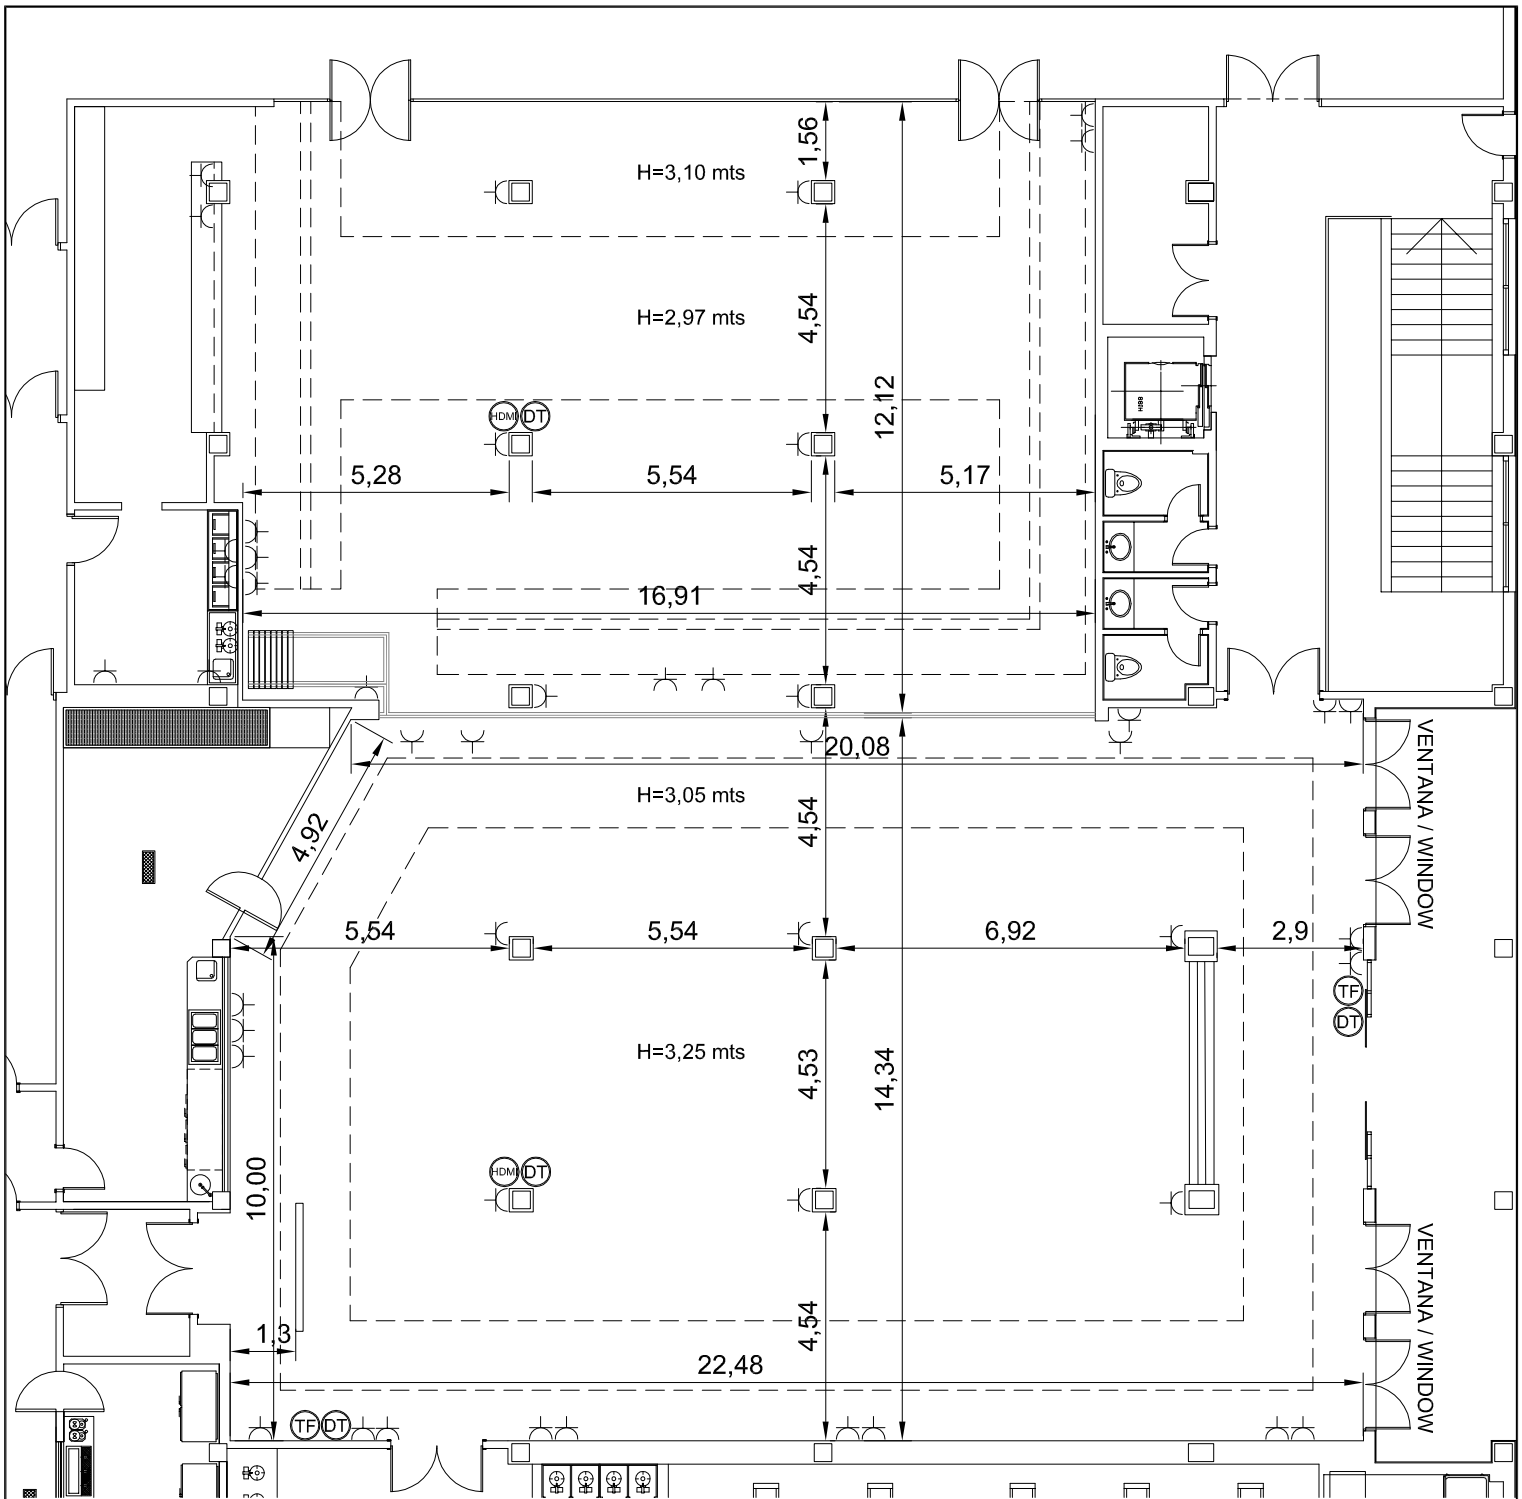 1,56
H=3,10 mts
4,54
H=2,97 mts
12,12
HDMI DT
5,28
5,54
5,17
4,54
16,91
20,08
H=3,05 mts
4,92
4,54
VENTANA / WINDOW
5,54
5,54
6,92
2,9
TF
DT
H=3,25 mts
4,53
14,34
10,00
HDMI DT
1,3
4,54
22,48
VENTANA / WINDOW
TF DT